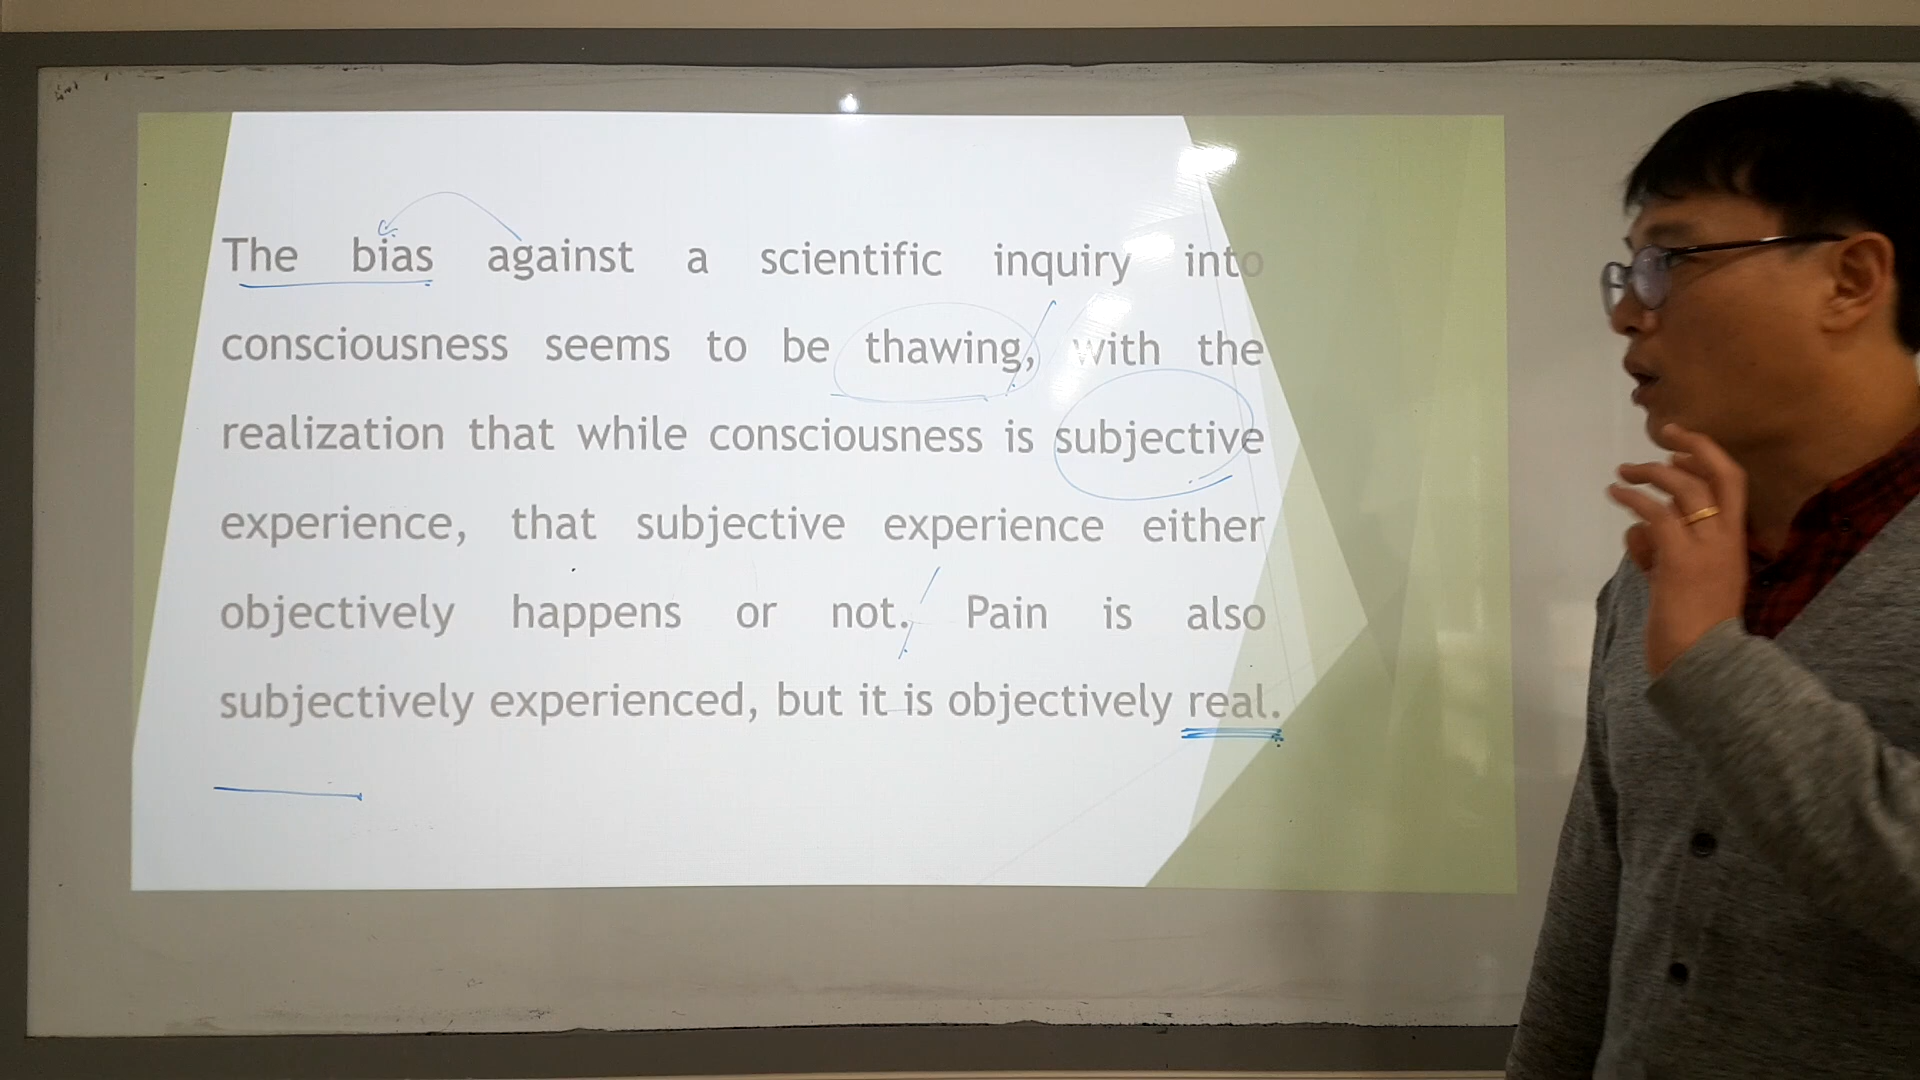 The bias against a scientific inquiry into
consciousness seems to be thawing, with the
realization that while consciousness is subjective
experience, that subjective experience either
objectively happens or not. Pain is also
subjectively experienced, but it is objectively real.